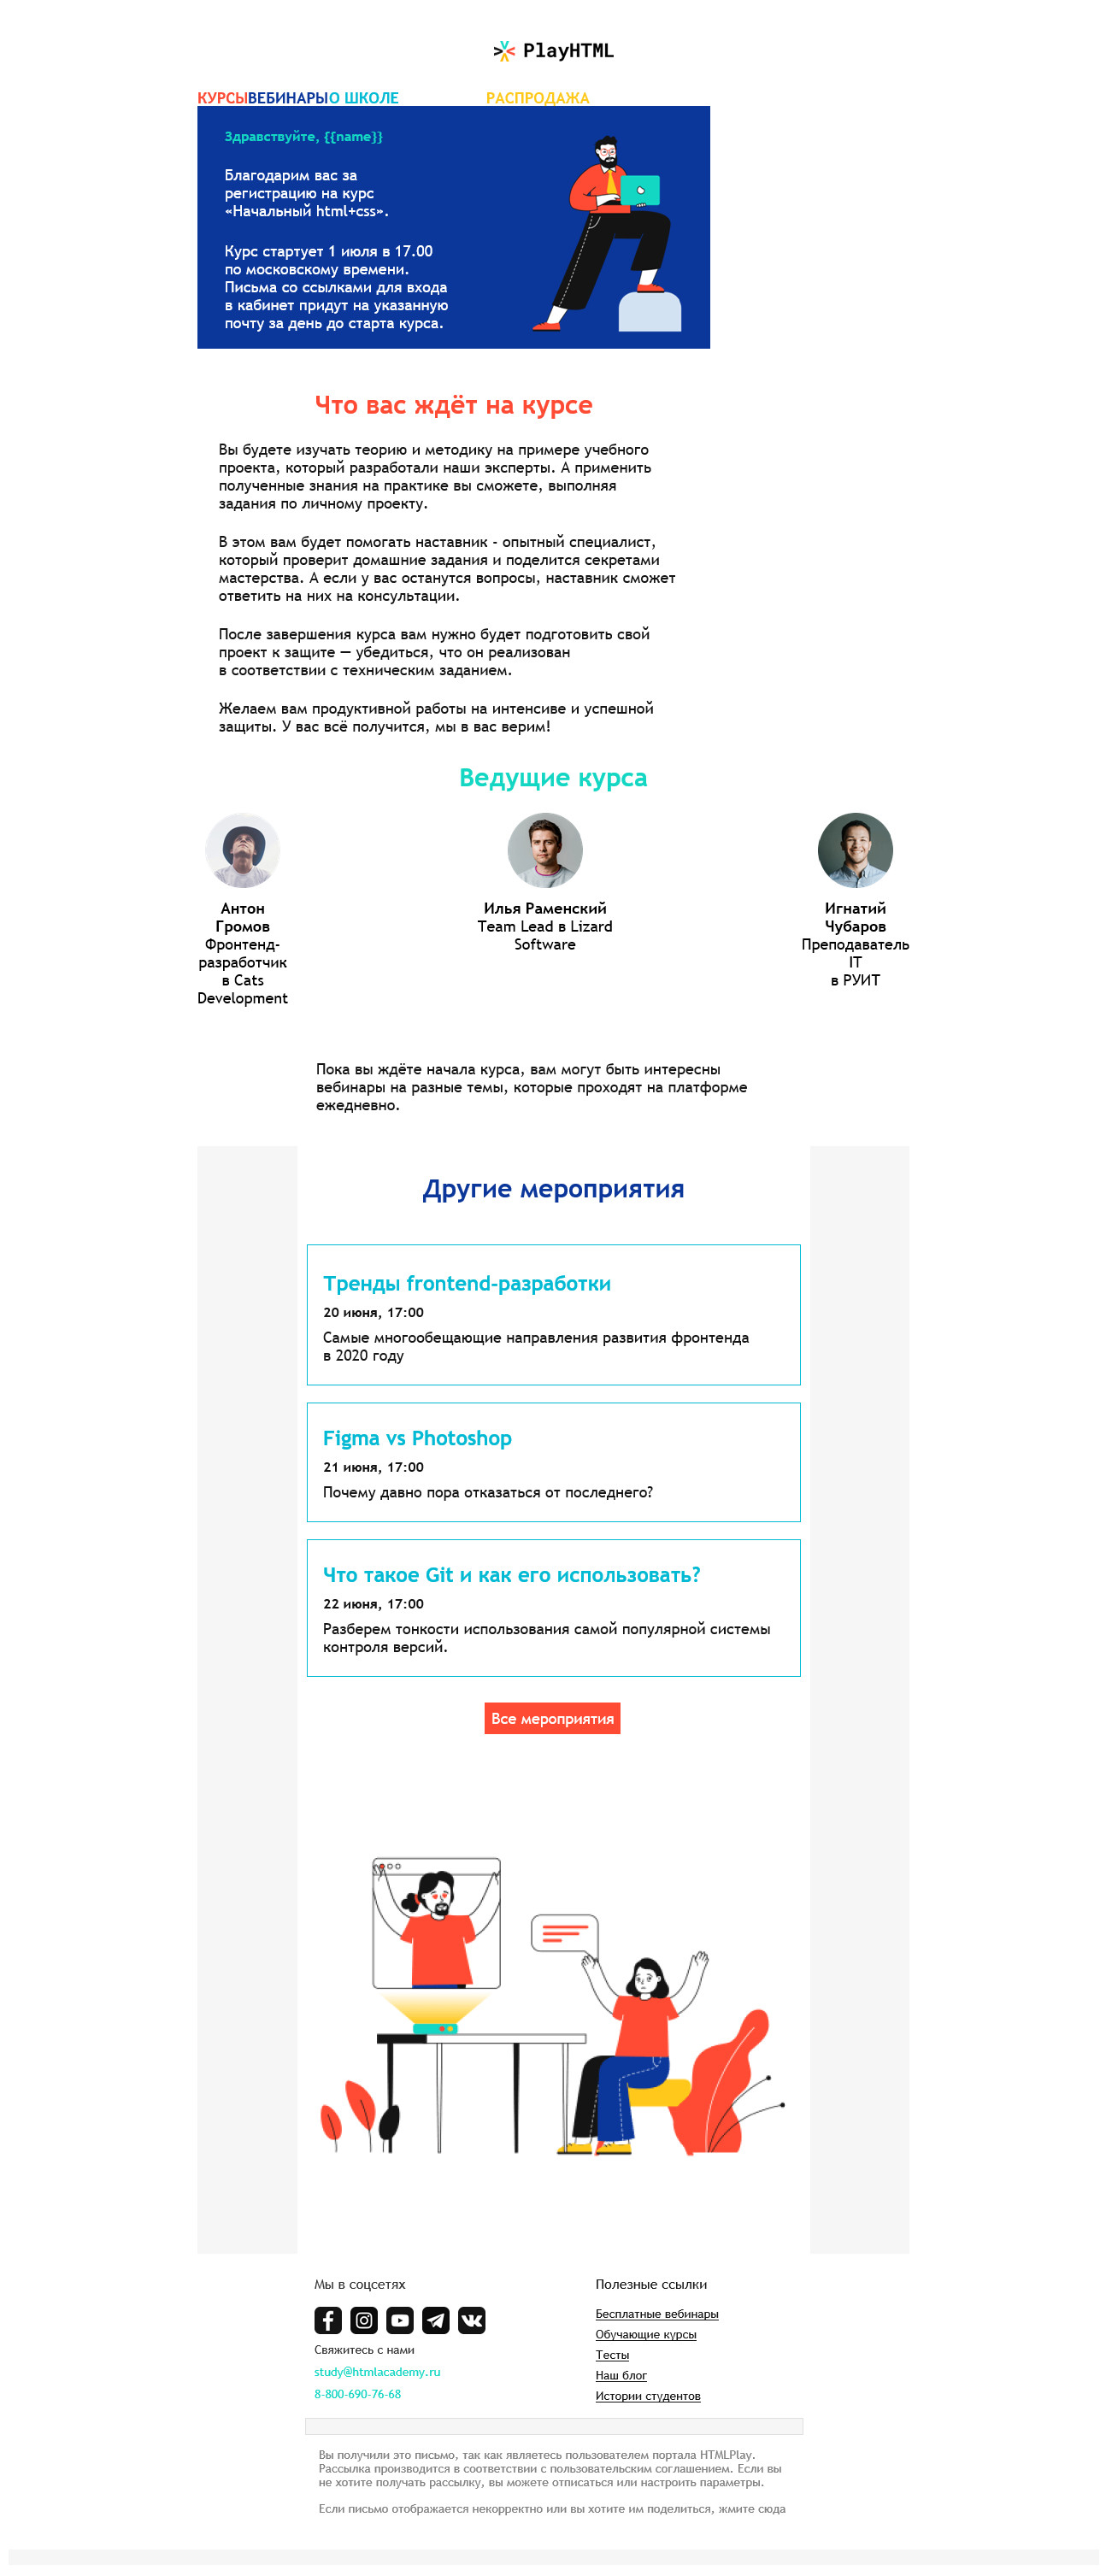 PlayHTML
КУРСЫ ВЕБИНАРЫ О ШКОЛЕ РАСПРОДАЖА
Здравствуйте, {{name}}
Благодарим вас за
регистрацию на курс
«Начальный html+css».
Курс стартует 1 июля в 17.00
по московскому времени.
Письма со ссылками для входа
в кабинет придут на указанную
почту за день до старта курса.
Что вас ждёт на курсе
Вы будете изучать теорию и методику на примере учебного
проекта, который разработали наши эксперты. А применить
полученные знания на практике вы сможете, выполняя
задания по личному проекту.
В этом вам будет помогать наставник - опытный специалист,
который проверит домашние задания и поделится секретами
мастерства. А если у вас останутся вопросы, наставник сможет
ответить на них на консультации.
После завершения курса вам нужно будет подготовить свой
проект к защите — убедиться, что он реализован
в соответствии с техническим заданием.
Желаем вам продуктивной работы на интенсиве и успешной
защиты. У вас всё получится, мы в вас верим!
Ведущие курса
Антон
Громов
Фронтенд-
разработчик
в Cats
Development
Илья Раменский
Team Lead в Lizard
Software
Игнатий
Чубаров
Преподаватель
IT
в РУИТ
Пока вы ждёте начала курса, вам могут быть интересны
вебинары на разные темы, которые проходят на платформе
ежедневно.
Другие мероприятия
Тренды frontend-разработки
20 июня, 17:00
Самые многообещающие направления развития фронтенда
в 2020 году
Figma vs Photoshop
21 июня, 17:00
Почему давно пора отказаться от последнего?
Что такое Git и как его использовать?
22 июня, 17:00
Разберем тонкости использования самой популярной системы
контроля версий.
Все мероприятия
Мы в соцсетях
Свяжитесь с нами
study@htmlacademy.ru
8-800-690-76-68
Полезные ссылки
Бесплатные вебинары
Обучающие курсы
Тесты
Наш блог
Истории студентов
Вы получили это письмо, так как являетесь пользователем портала HTMLPlay.
Рассылка производится в соответствии с пользовательским соглашением. Если вы
не хотите получать рассылку, вы можете отписаться или настроить параметры.
Если письмо отображается некорректно или вы хотите им поделиться, жмите сюда